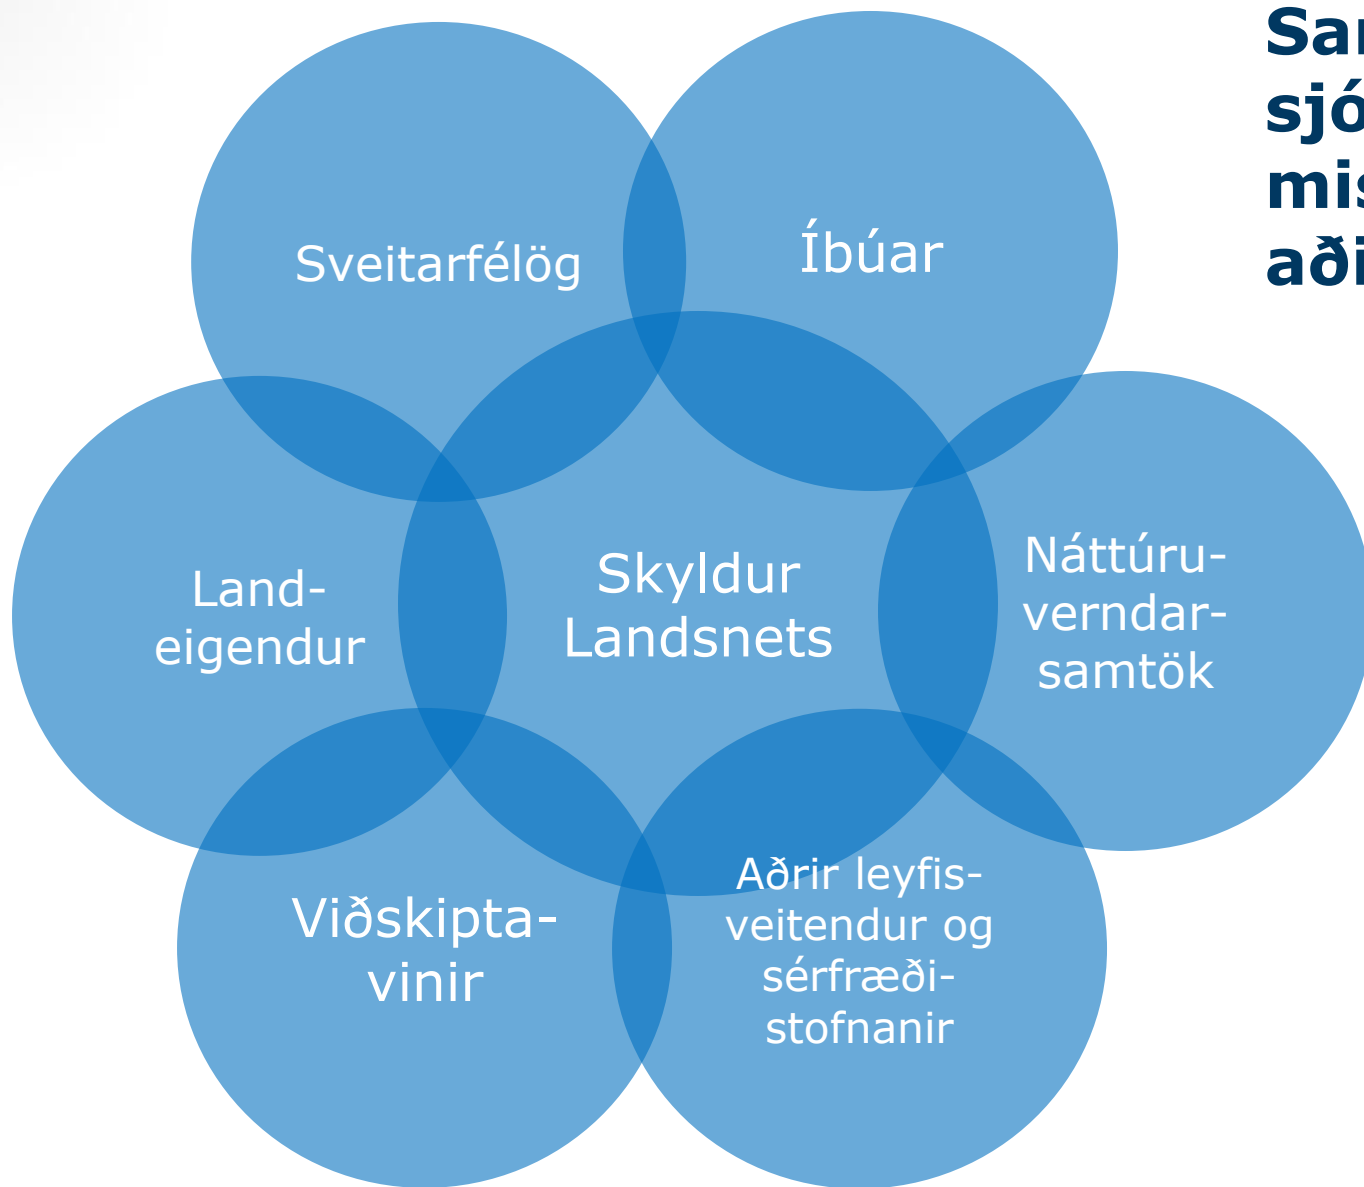 Sveitarfélög
Íbúar
Land-
eigendur
Skyldur
Landsnets
Náttúru-
verndar-
samtök
Viðskipta-
vinir
Aðrir leyfis-
veitendur og
sérfræði-
stofnanir